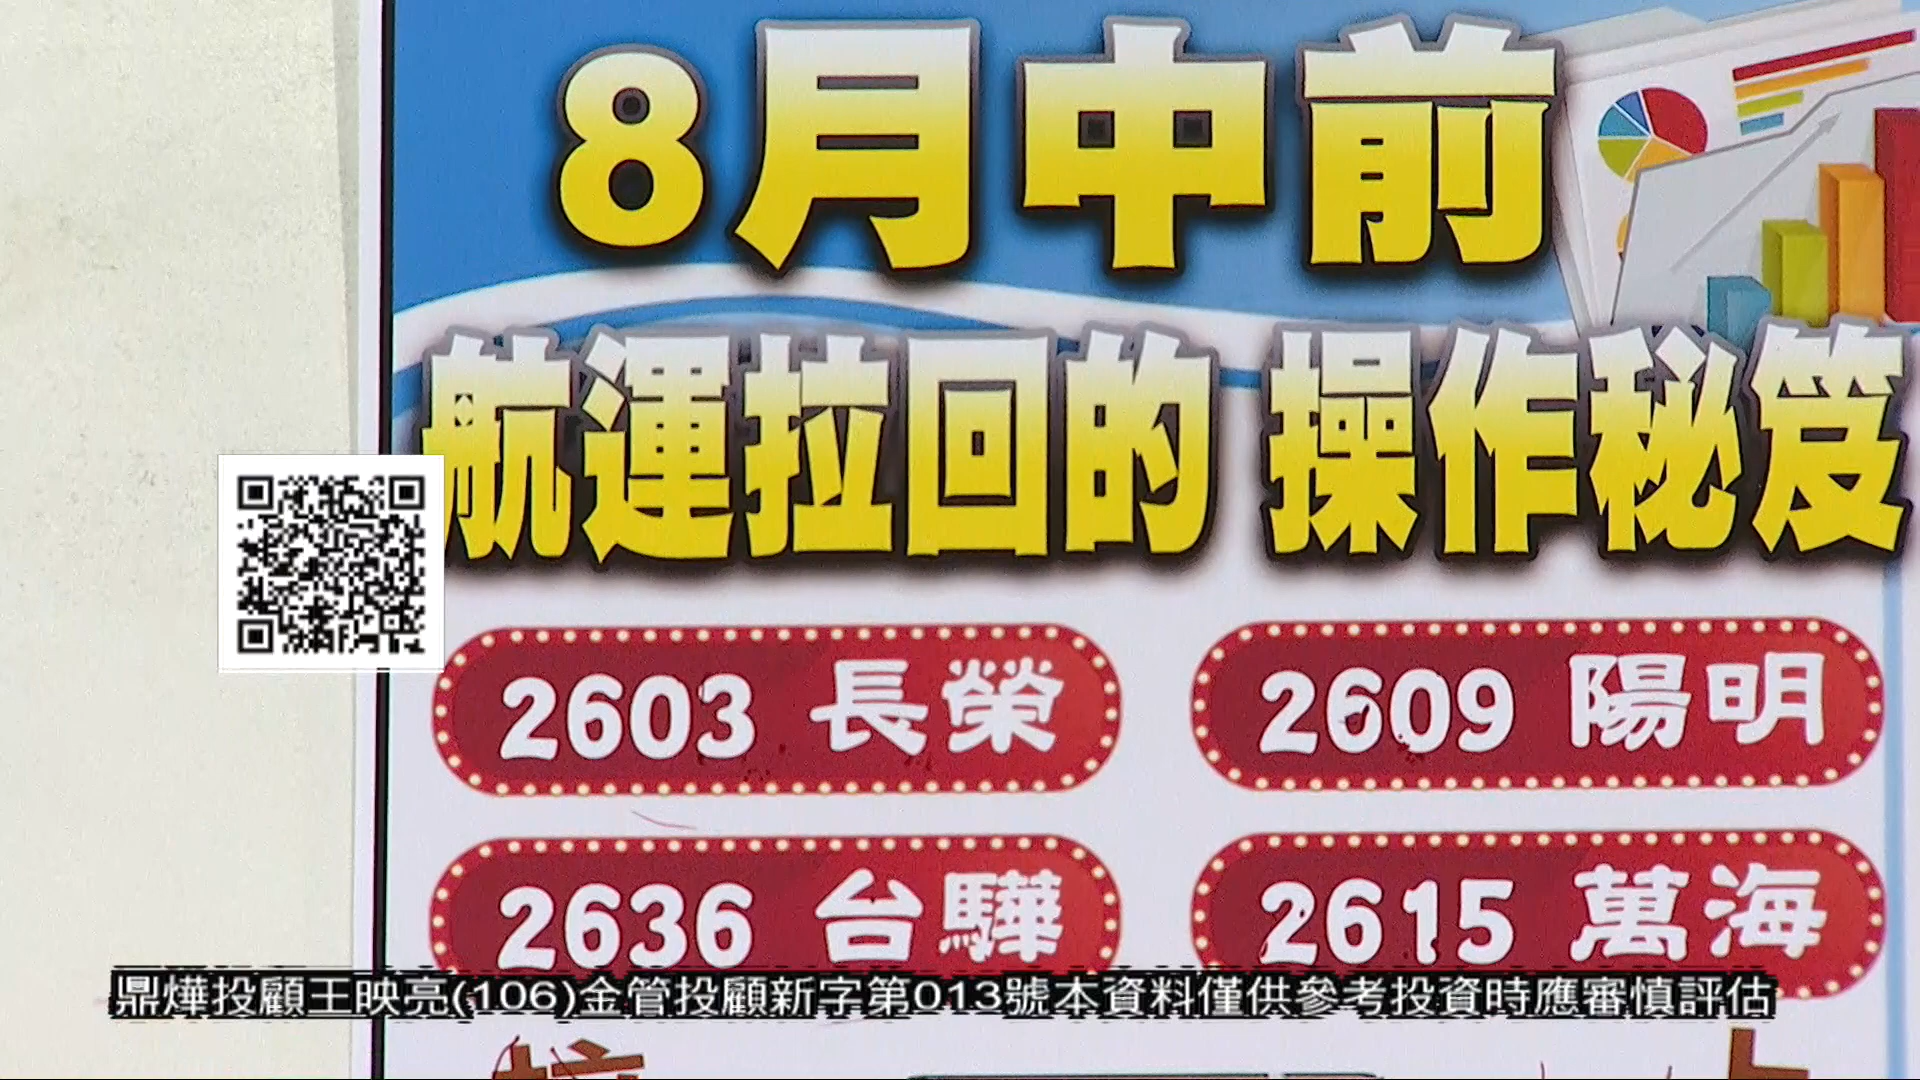 8月中前
航運拉回的 操作秘笈
2603 長榮
2609 陽明
2636 台驊
2615 萬海
鼎燁投顧王映亮(106)金管投顧新字第013號本資料僅供參考投資時應審慎評估